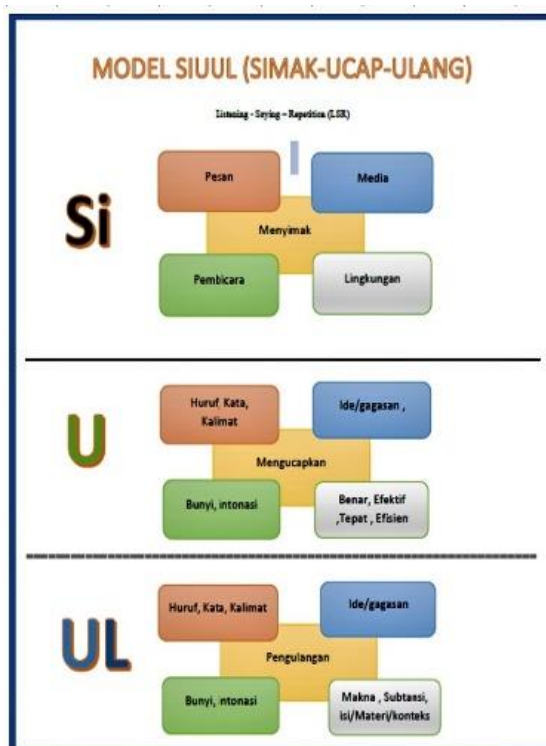 MODEL SIUUL (SIMAK-UCAP-ULANG)
Listening - Saying – Repetition (LSR)
Si
Pesan
Media
Menyimak
Pembicara
Lingkungan
U
Huruf, Kata,
Kalimat
Ide/gagasan ,
Mengucapkan
Bunyi, intonasi
Benar, Efektif
,Tepat , Efisien
UL
Huruf, Kata, Kalimat
Ide/gagasan
Pengulangan
Bunyi, intonasi
Makna , Subtansi,
isi/Materi/konteks